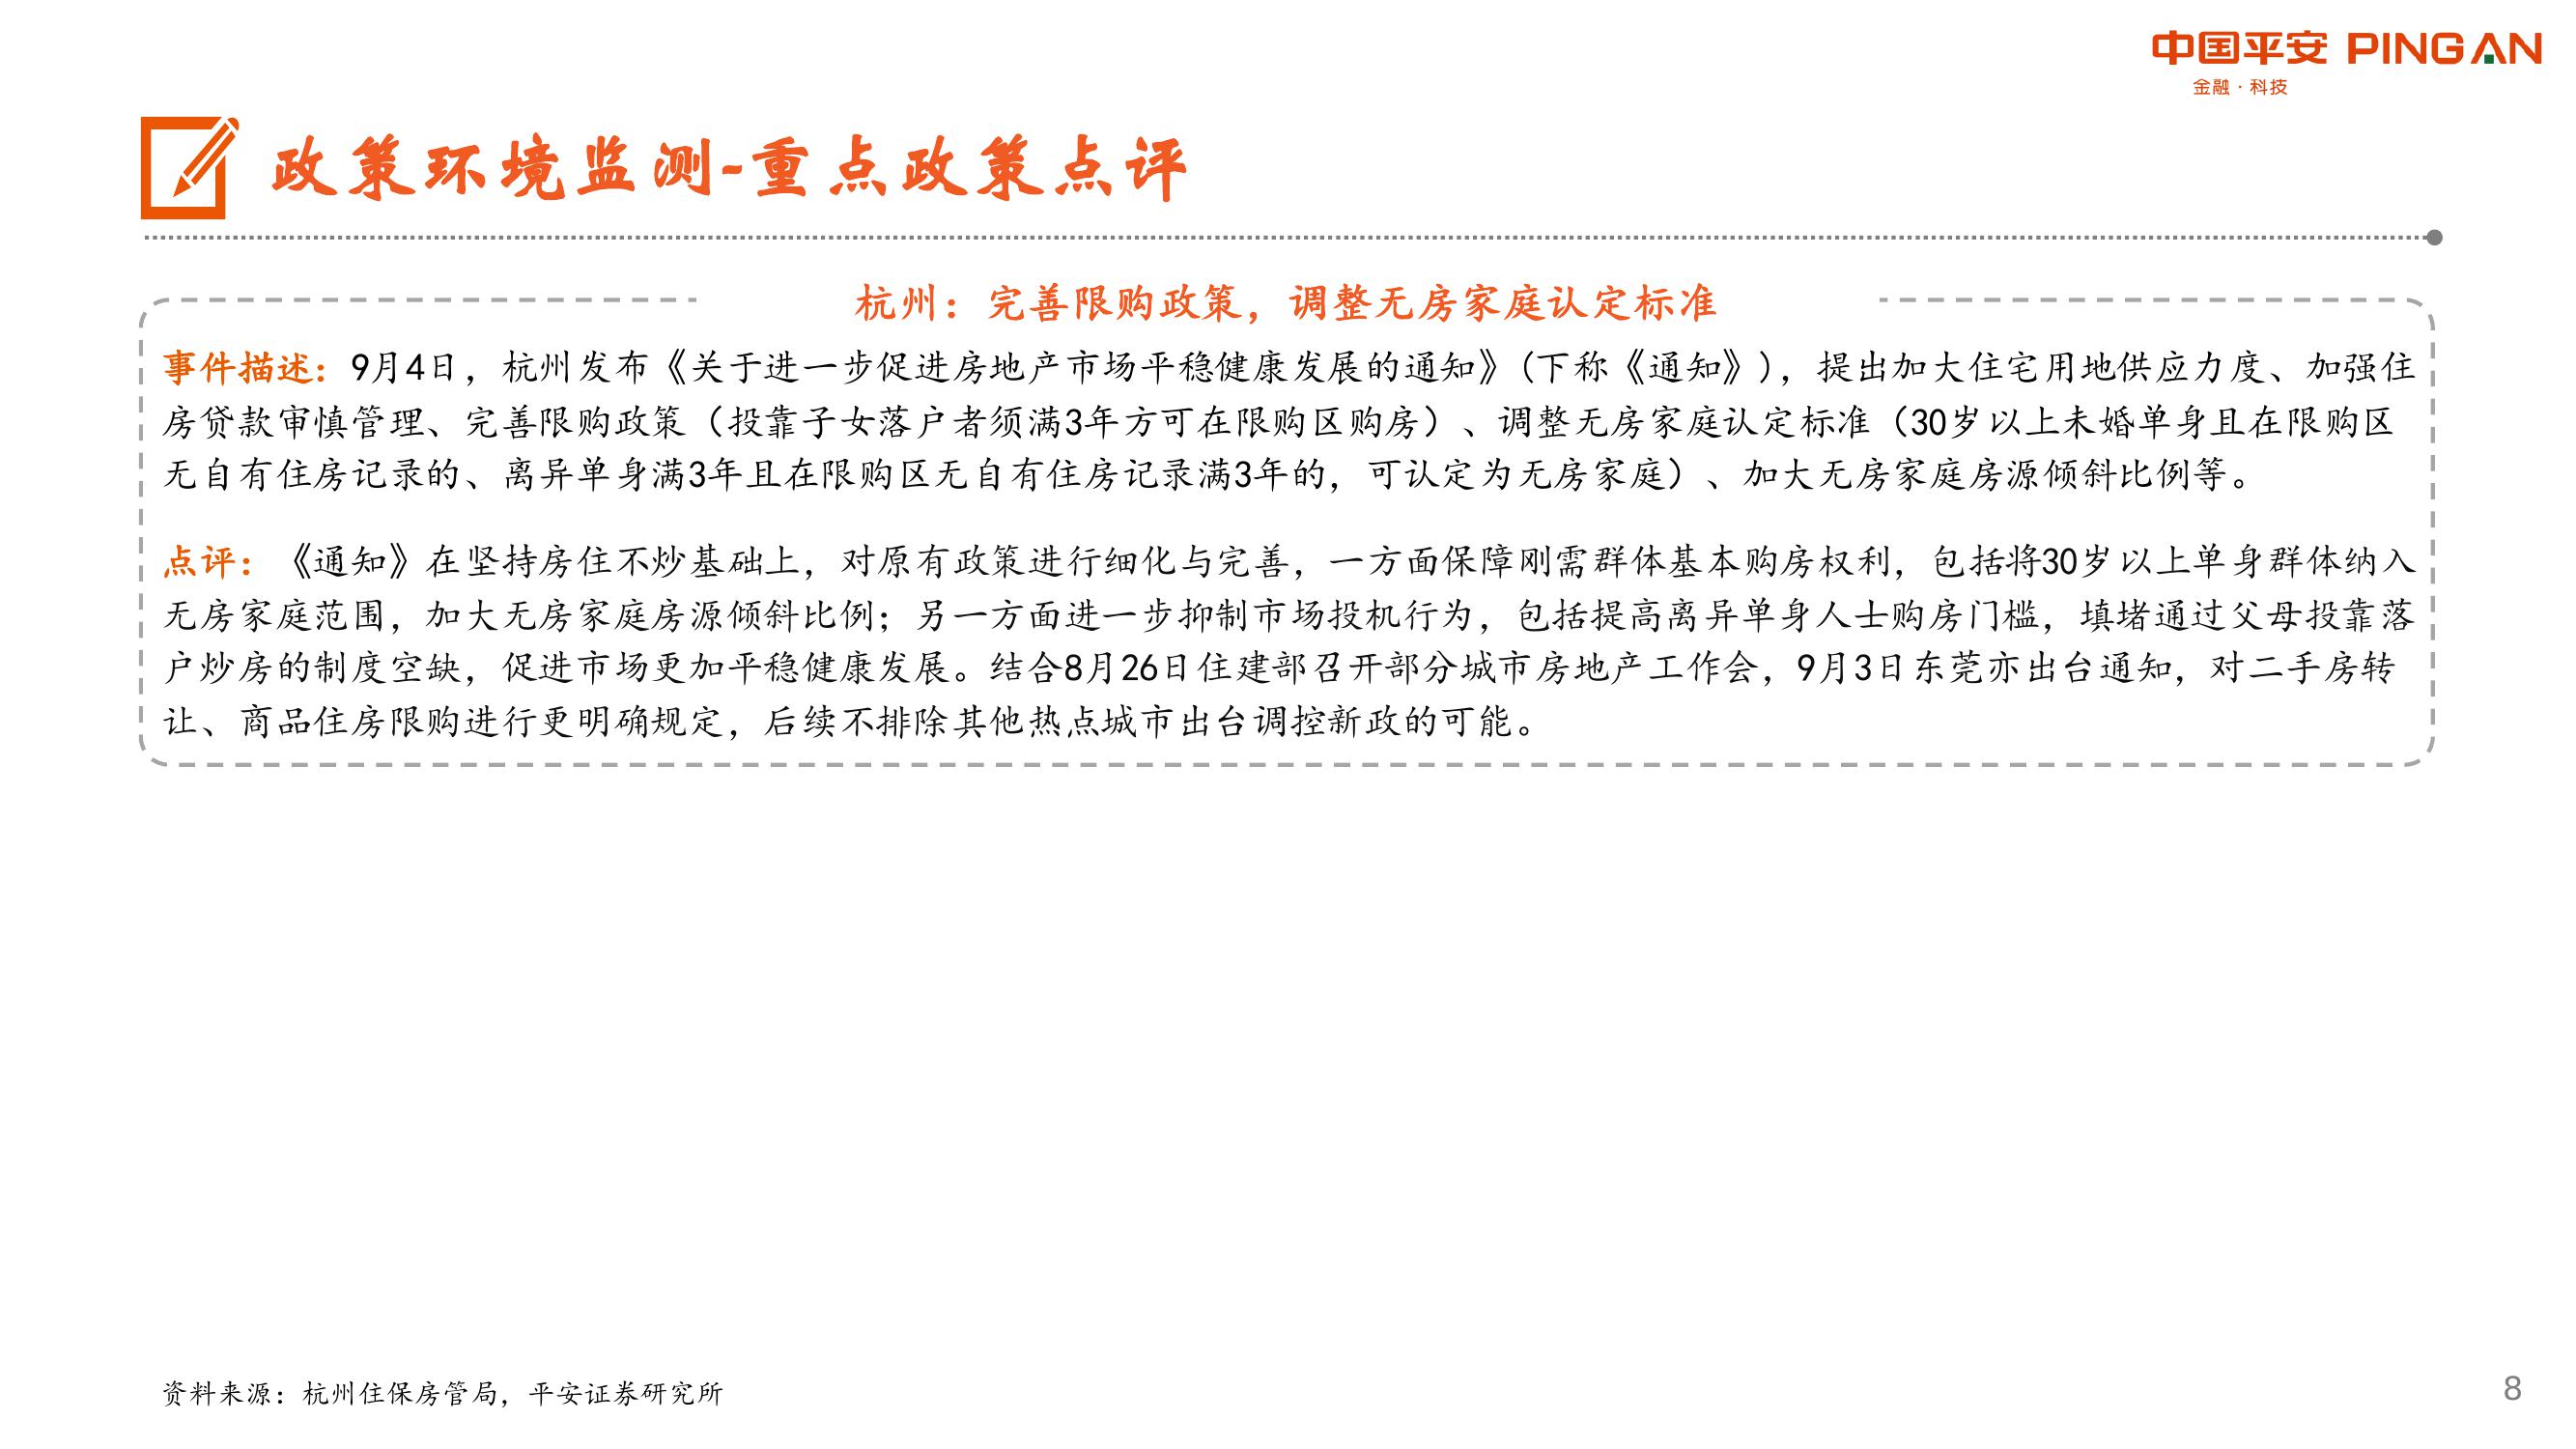 中国平安 PINGAN
金融·科技
政策环境监测-重点政策点评
杭州：完善限购政策，调整无房家庭认定标准
事件描述：9月4日，杭州发布《关于进一步促进房地产市场平稳健康发展的通知》(下称《通知》)，提出加大住宅用地供应力度、加强住
房贷款审慎管理、完善限购政策（投靠子女落户者须满3年方可在限购区购房）、调整无房家庭认定标准（30岁以上未婚单身且在限购区
无自有住房记录的、离异单身满3年且在限购区无自有住房记录满3年的，可认定为无房家庭）、加大无房家庭房源倾斜比例等。
点评：《通知》在坚持房住不炒基础上，对原有政策进行细化与完善，一方面保障刚需群体基本购房权利，包括将30岁以上单身群体纳入
无房家庭范围，加大无房家庭房源倾斜比例；另一方面进一步抑制市场投机行为，包括提高离异单身人士购房门槛，填堵通过父母投靠落
户炒房的制度空缺，促进市场更加平稳健康发展。结合8月26日住建部召开部分城市房地产工作会，9月3日东莞亦出台通知，对二手房转
让、商品住房限购进行更明确规定，后续不排除其他热点城市出台调控新政的可能。
资料来源：杭州住保房管局，平安证券研究所
8